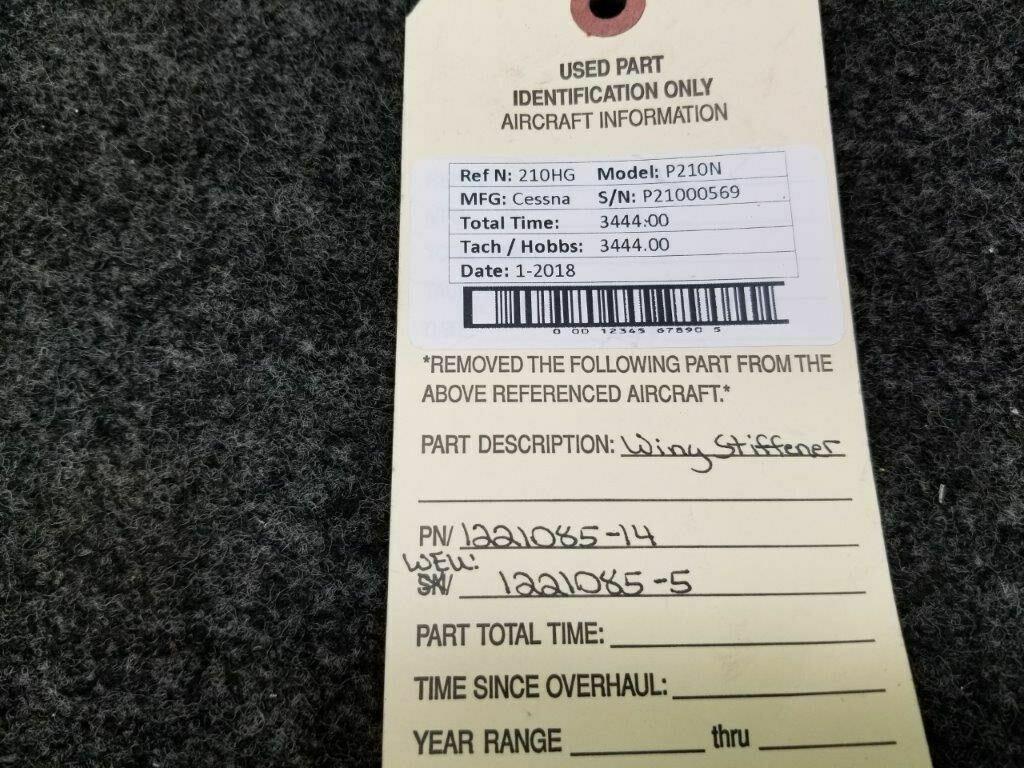 USED PART
IDENTIFICATION ONLY
AIRCRAFT INFORMATION
Ref N: 210HG Model: P210N
MFG: Cessna S/N: P21000569
Total Time: 3444.00
Tach / Hobbs: 3444.00
Date: 1-2018
0 00 12345 67890 5
*REMOVED THE FOLLOWING PART FROM THE
ABOVE REFERENCED AIRCRAFT.*
PART DESCRIPTION: Wing Stiffener
PN/ 1221085-14
SN/ 1221085-5
PART TOTAL TIME:
TIME SINCE OVERHAUL:
YEAR RANGE thru